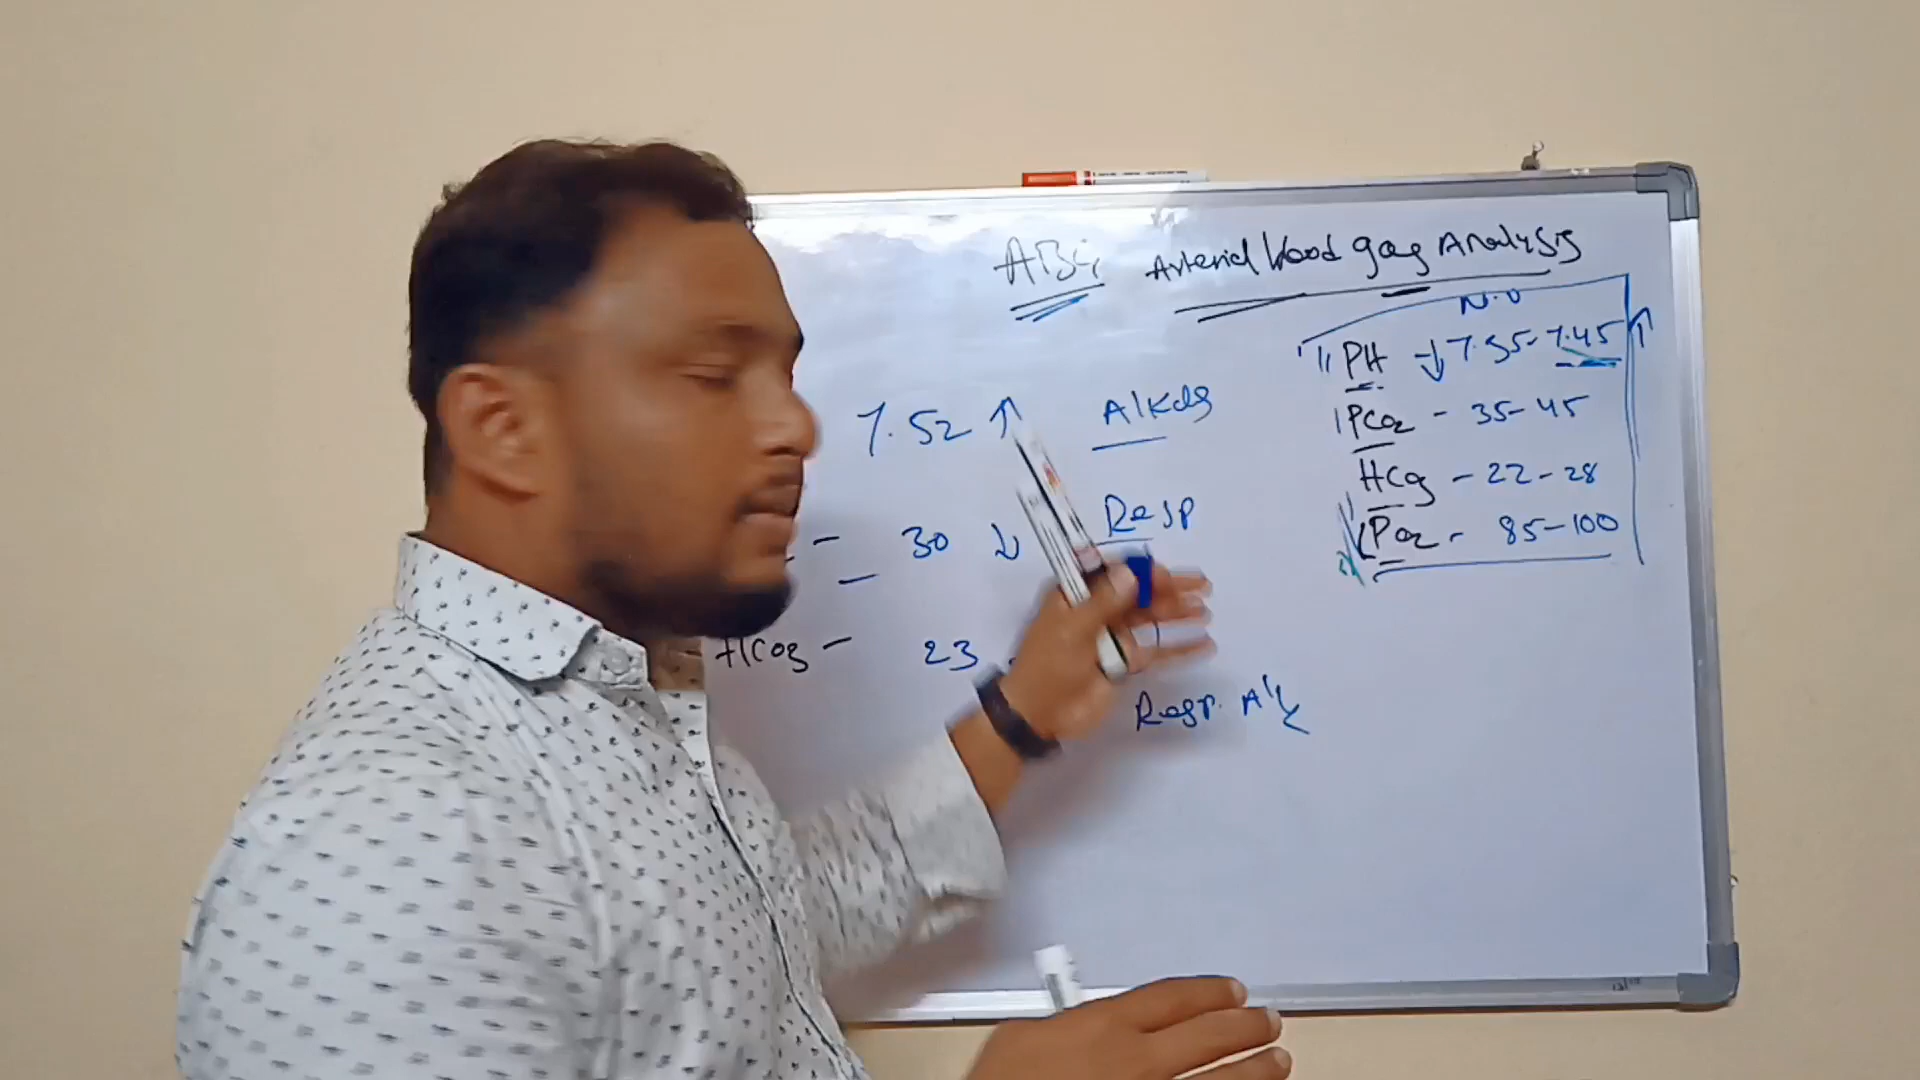 ABG Arterial blood gas Analysis
N.V
PH ↓ 7.35-7.45 ↑
PCo2 - 35-45
HCo3 - 22-28
Po2 - 85-100
7.52 ↑ Alkalos
- 30 ↓ Resp
HCo3 - 23
Resp. Alk